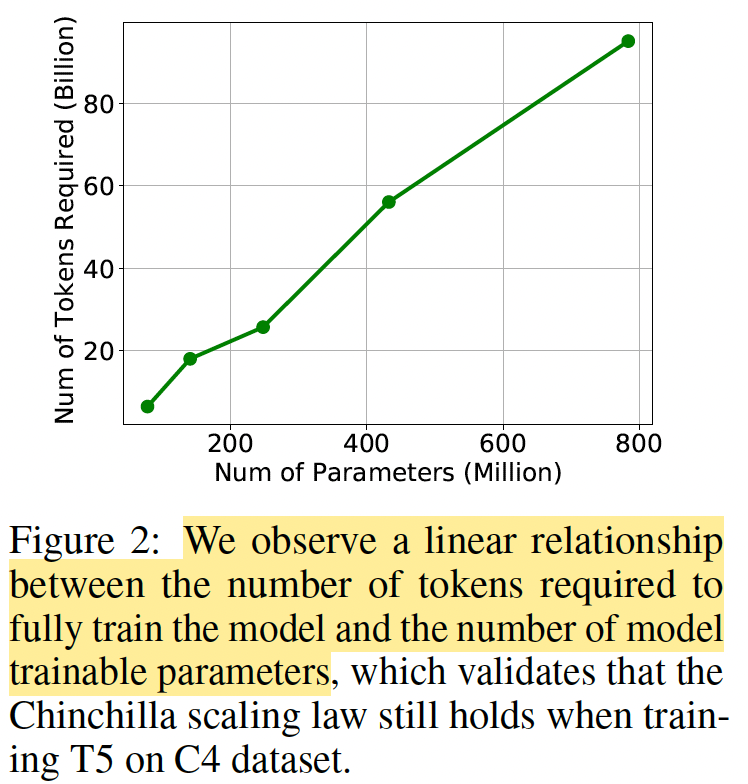 Num of Tokens Required (Billion)
80
60
40
20
200 400 600 800
Num of Parameters (Million)
Figure 2: We observe a linear relationship
between the number of tokens required to
fully train the model and the number of model
trainable parameters, which validates that the
Chinchilla scaling law still holds when train-
ing T5 on C4 dataset.